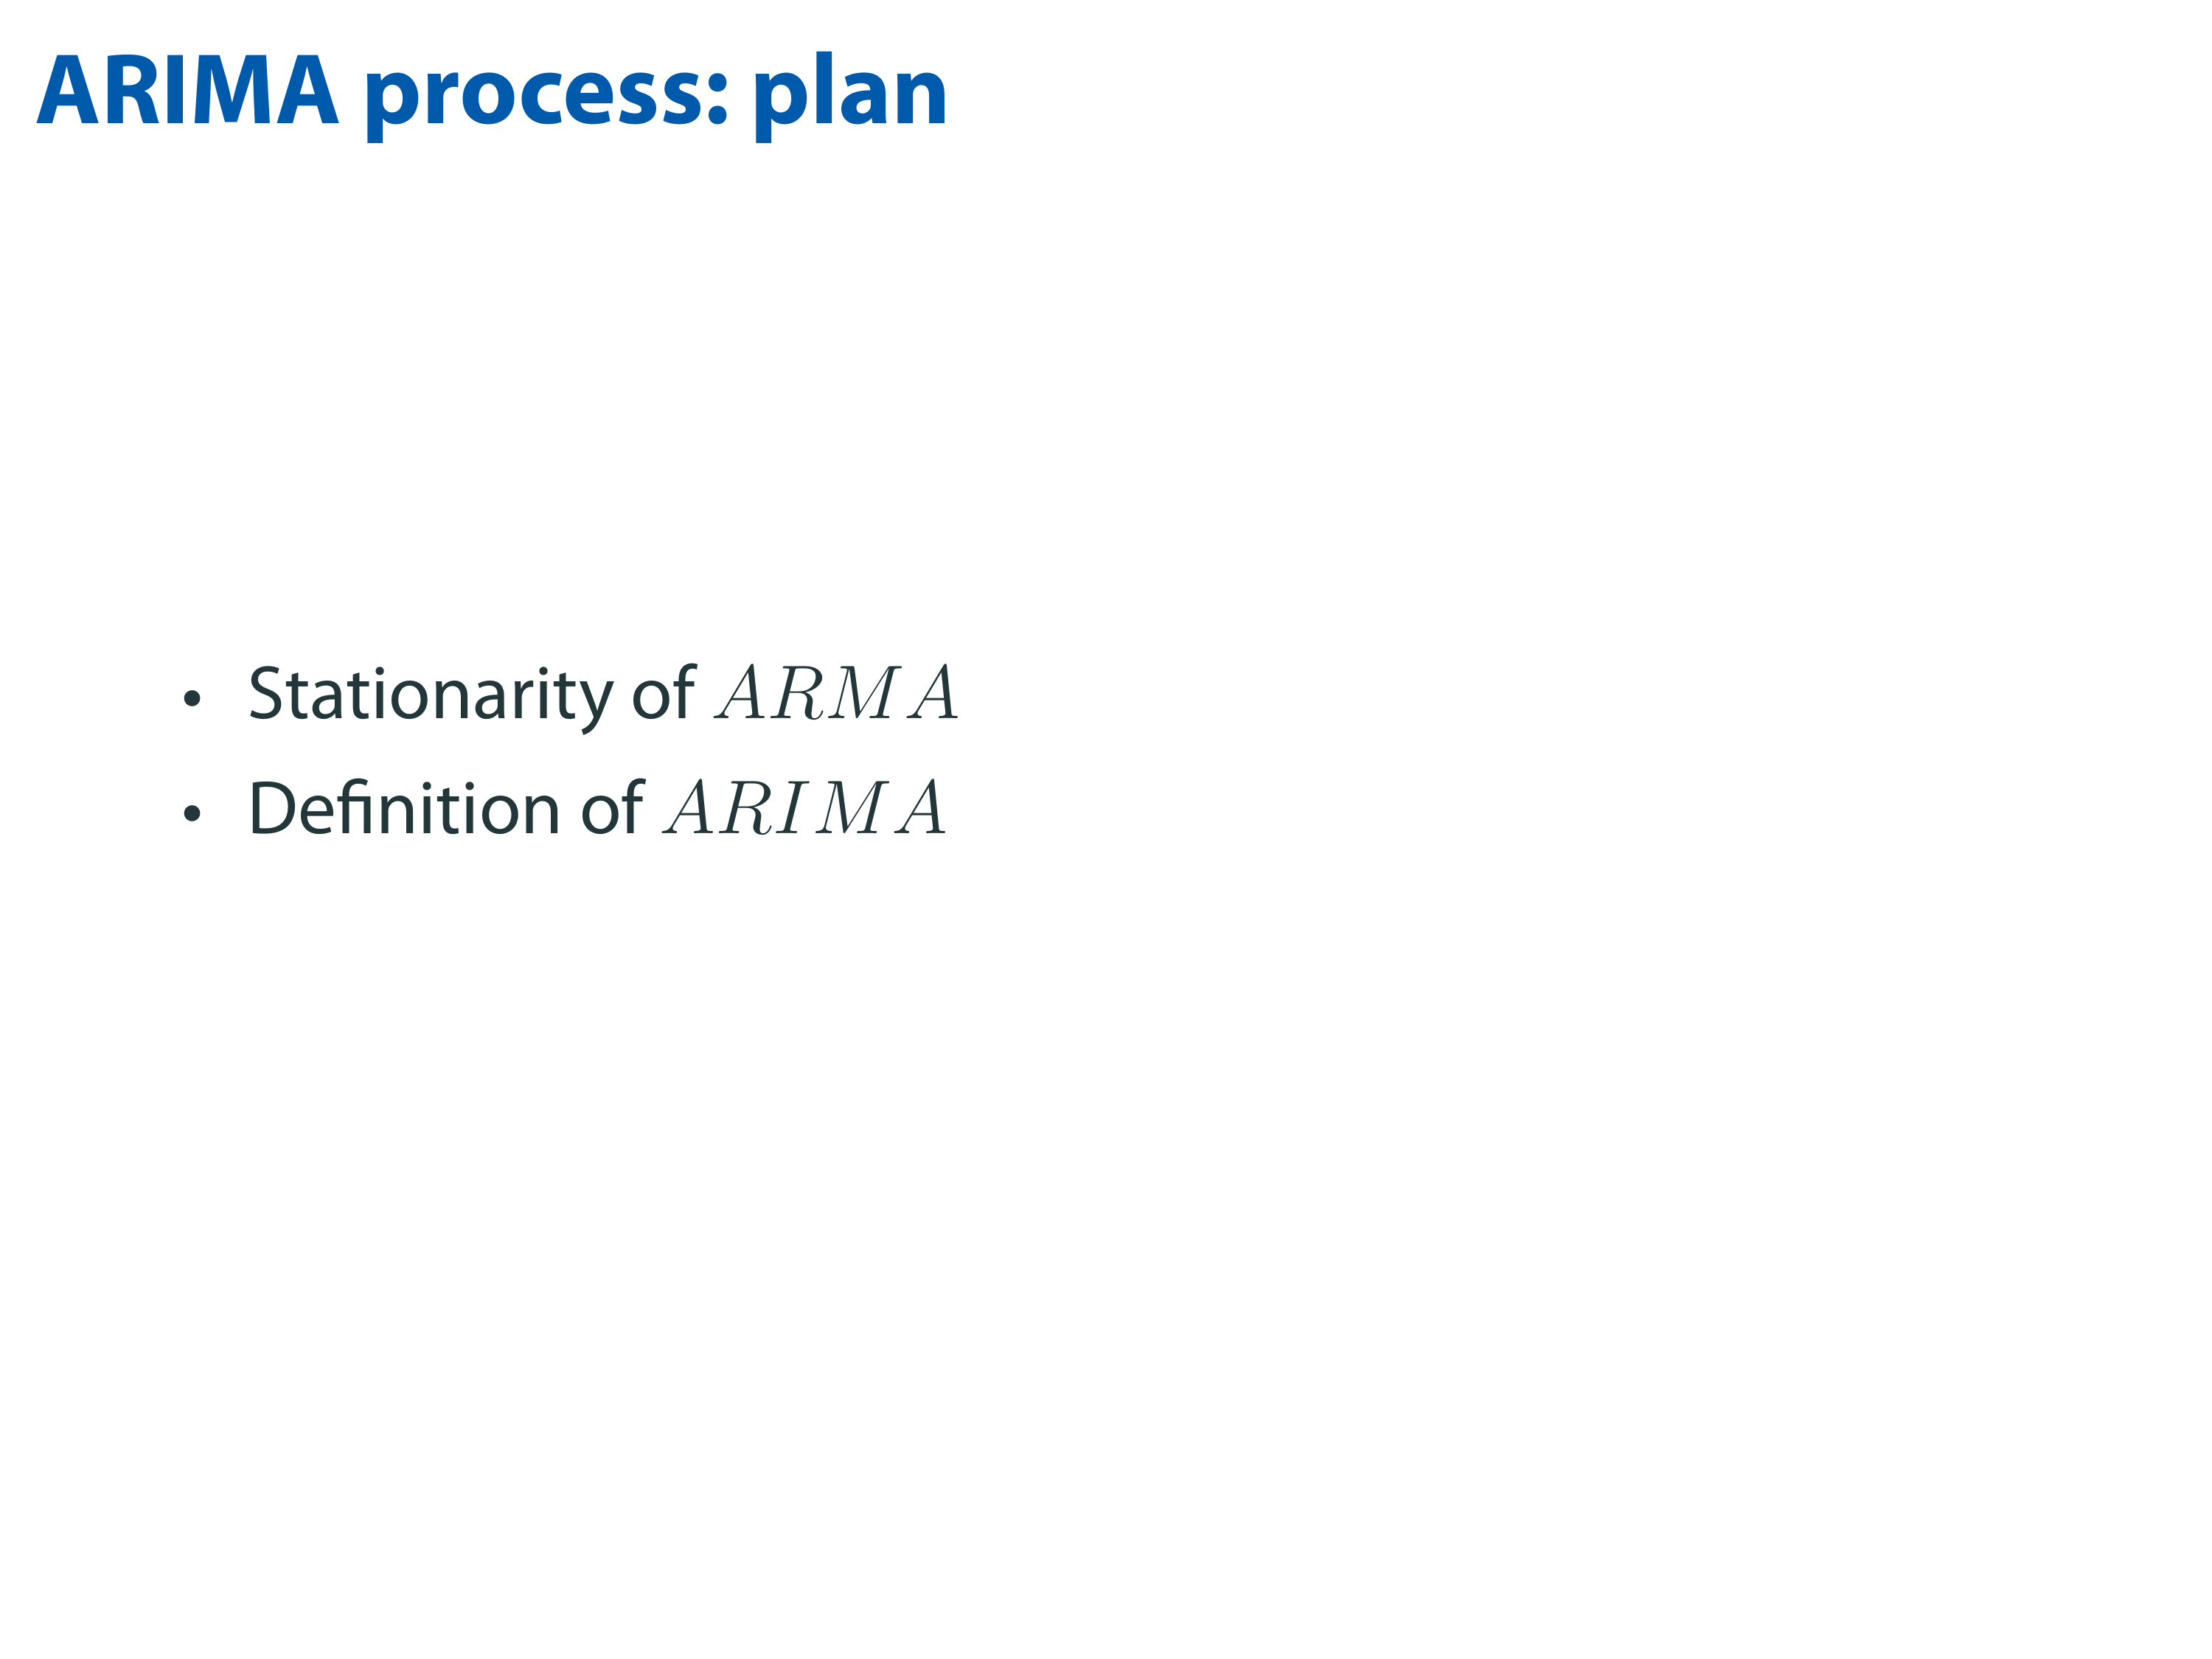 ARIMA process: plan
• Stationarity of ARMA
• Definition of ARIMA